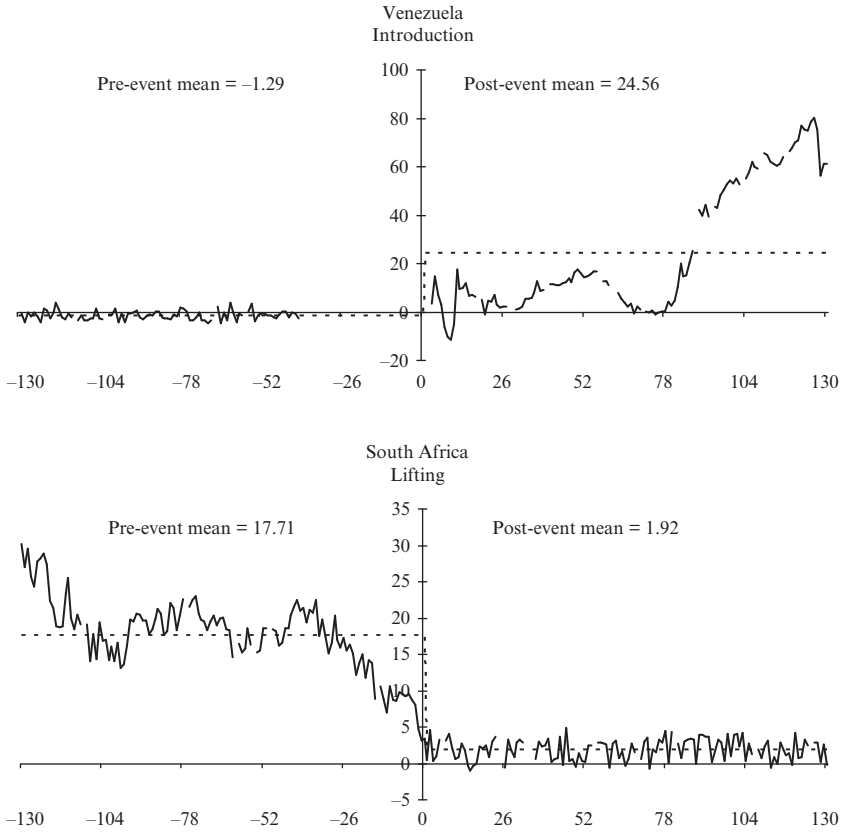 Venezuela
Introduction
Pre-event mean = –1.29
Post-event mean = 24.56
100
80
60
40
20
0
–20
–130 –104 –78 –52 –26 0 26 52 78 104 130
South Africa
Lifting
Pre-event mean = 17.71
Post-event mean = 1.92
35
30
25
20
15
10
5
0
–5
–130 –104 –78 –52 –26 0 26 52 78 104 130